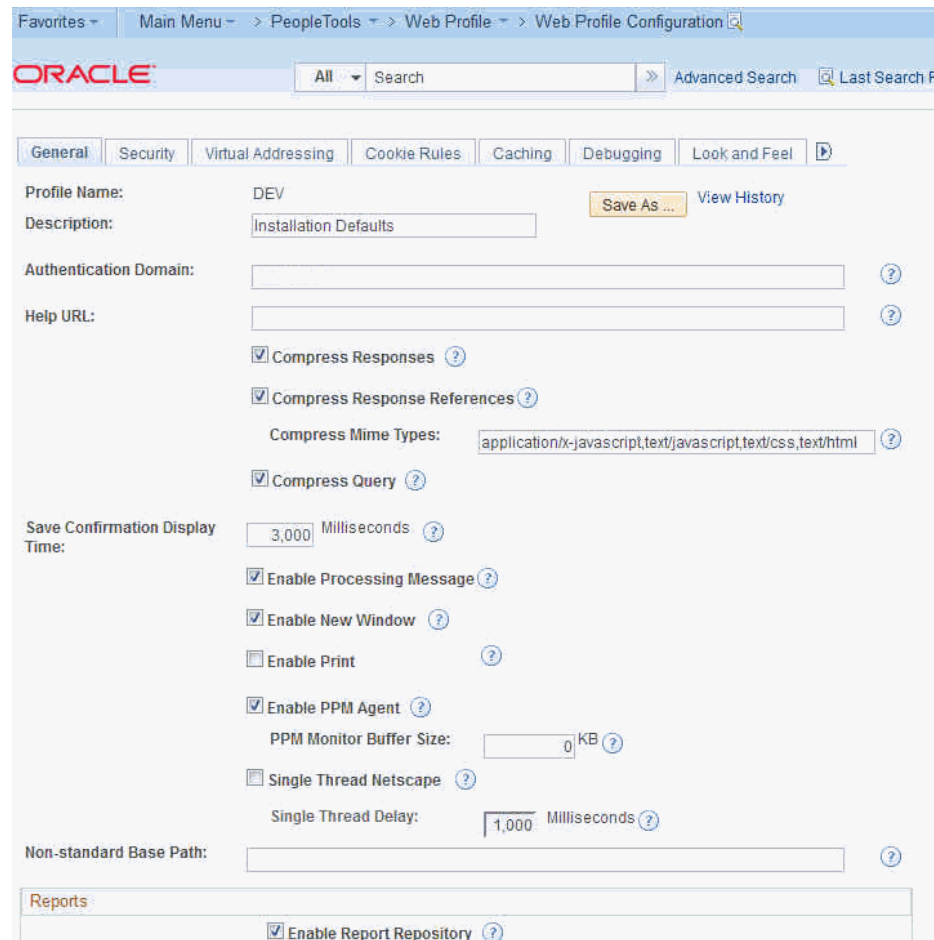 Favorites Main Menu > PeopleTools > Web Profile > Web Profile Configuration
ORACLE All Search » Advanced Search Last Search
General Security Virtual Addressing Cookie Rules Caching Debugging Look and Feel
Profile Name: DEV Save As ... View History
Description: Installation Defaults
Authentication Domain: ?
Help URL: ?
Compress Responses ?
Compress Response References ?
Compress Mime Types: application/x-javascript,text/javascript,text/css,text/html ?
Compress Query ?
Save Confirmation Display
Time: 3,000 Milliseconds ?
Enable Processing Message ?
Enable New Window ?
Enable Print ?
Enable PPM Agent ?
PPM Monitor Buffer Size: 0 KB ?
Single Thread Netscape ?
Single Thread Delay: 1,000 Milliseconds ?
Non-standard Base Path: ?
Reports
Enable Report Repository ?